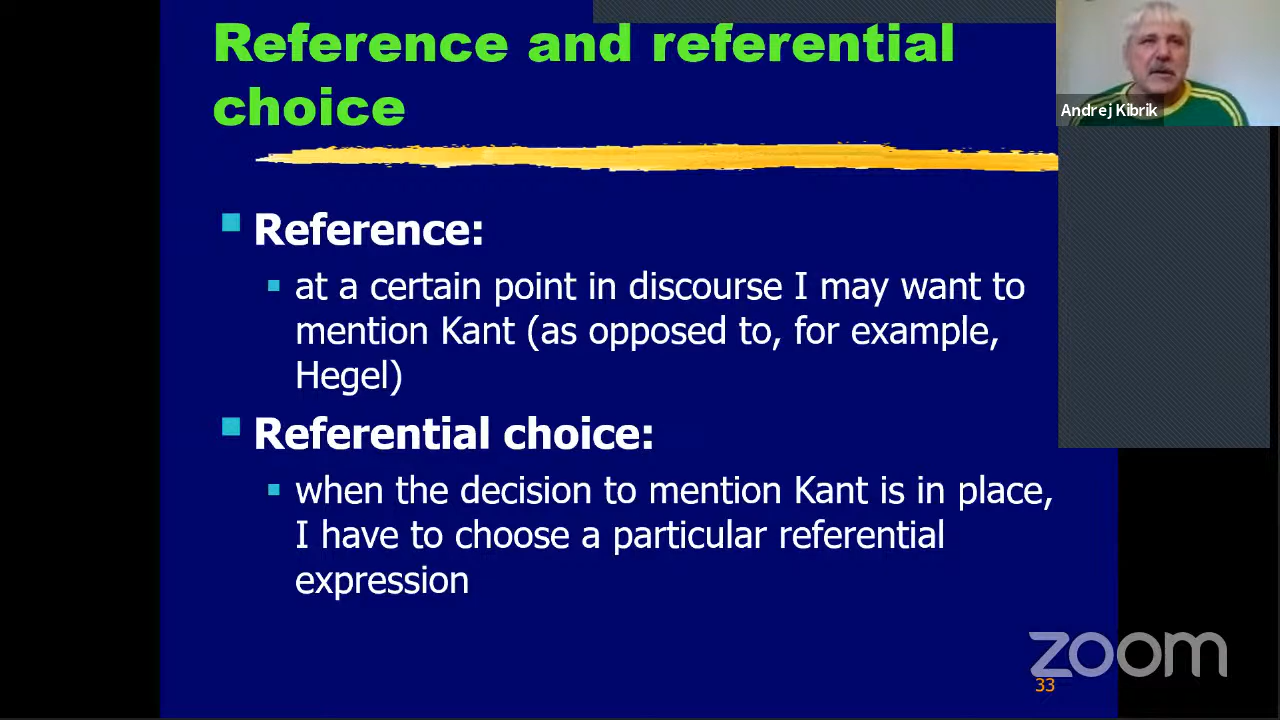 Reference and referential
choice
Andrej Kibrik
Reference:
at a certain point in discourse I may want to
mention Kant (as opposed to, for example,
Hegel)
Referential choice:
when the decision to mention Kant is in place,
I have to choose a particular referential
expression
zoom
33